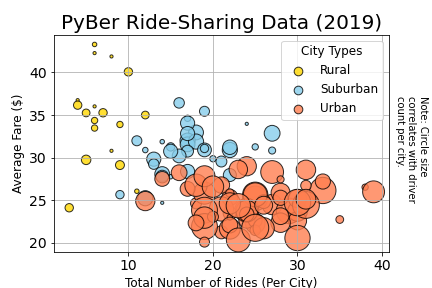 PyBer Ride-Sharing Data (2019)
City Types
Rural
Suburban
Urban
40
35
30
25
20
Average Fare ($)
10
20
30
40
Total Number of Rides (Per City)
Note: Circle size
correlates with driver
count per city.